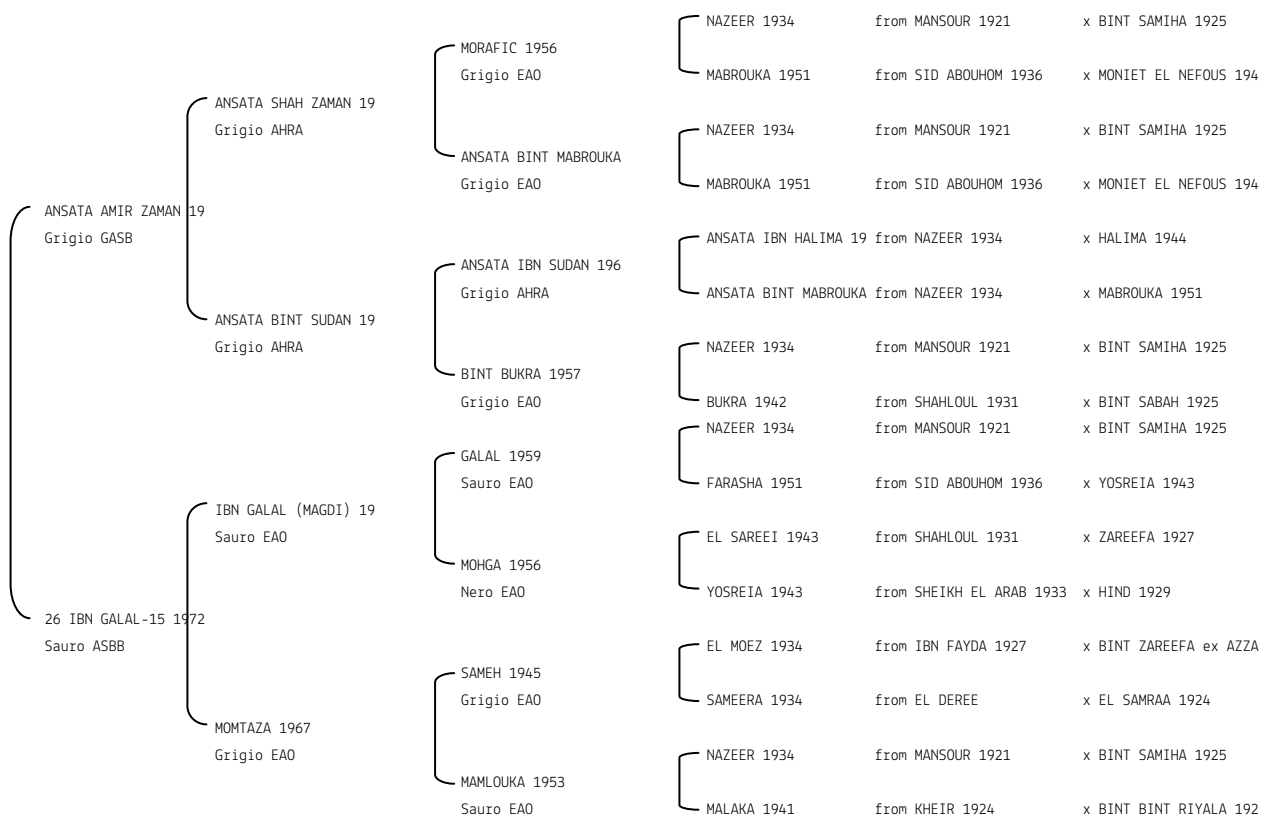 NAZEER 1934 from MANSOUR 1921 x BINT SAMIHA 1925
MORAFIC 1956
Grigio EAO
MABROUKA 1951 from SID ABOUHOM 1936 x MONIET EL NEFOUS 194
ANSATA SHAH ZAMAN 19
Grigio AHRA
NAZEER 1934 from MANSOUR 1921 x BINT SAMIHA 1925
ANSATA BINT MABROUKA
Grigio EAO
MABROUKA 1951 from SID ABOUHOM 1936 x MONIET EL NEFOUS 194
ANSATA AMIR ZAMAN 19
Grigio GASB
ANSATA IBN HALIMA 19 from NAZEER 1934 x HALIMA 1944
ANSATA IBN SUDAN 196
Grigio AHRA
ANSATA BINT MABROUKA from NAZEER 1934 x MABROUKA 1951
ANSATA BINT SUDAN 19
Grigio AHRA
NAZEER 1934 from MANSOUR 1921 x BINT SAMIHA 1925
BINT BUKRA 1957
Grigio EAO
BUKRA 1942 from SHAHLOUL 1931 x BINT SABAH 1925
NAZEER 1934 from MANSOUR 1921 x BINT SAMIHA 1925
GALAL 1959
Sauro EAO
FARASHA 1951 from SID ABOUHOM 1936 x YOSREIA 1943
IBN GALAL (MAGDI) 19
Sauro EAO
EL SAREEI 1943 from SHAHLOUL 1931 x ZAREEFA 1927
MOHGA 1956
Nero EAO
YOSREIA 1943 from SHEIKH EL ARAB 1933 x HIND 1929
26 IBN GALAL-15 1972
Sauro ASBB
EL MOEZ 1934 from IBN FAYDA 1927 x BINT ZAREEFA ex AZZA
SAMEH 1945
Grigio EAO
SAMEERA 1934 from EL DEREE x EL SAMRAA 1924
MOMTAZA 1967
Grigio EAO
NAZEER 1934 from MANSOUR 1921 x BINT SAMIHA 1925
MAMLOUKA 1953
Sauro EAO
MALAKA 1941 from KHEIR 1924 x BINT BINT RIYALA 192